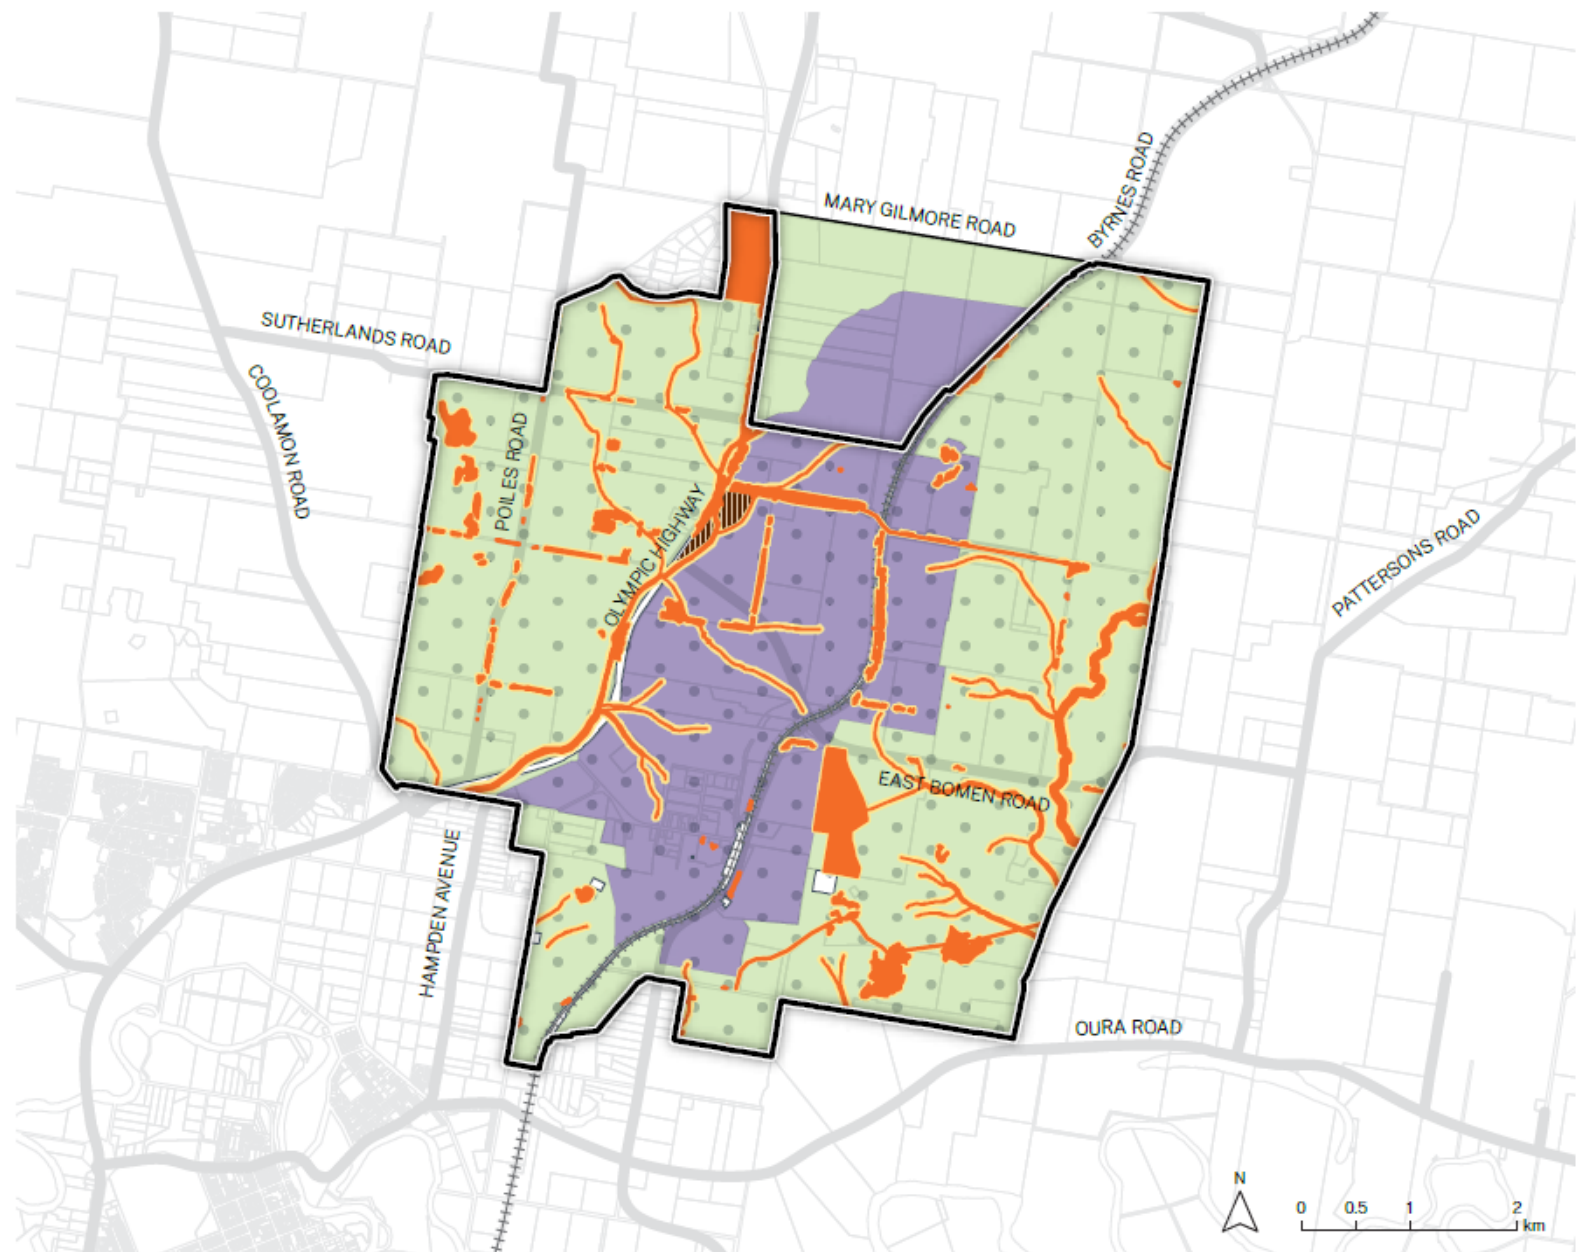 MARY GILMORE ROAD
BYRNES ROAD
SUTHERLANDS ROAD
COOLAMON ROAD
POILES ROAD
OLYMPIC HIGHWAY
PATTERSONS ROAD
EAST BOMEN ROAD
HAMPDEN AVENUE
OURA ROAD
N
0 0.5 1 2 km